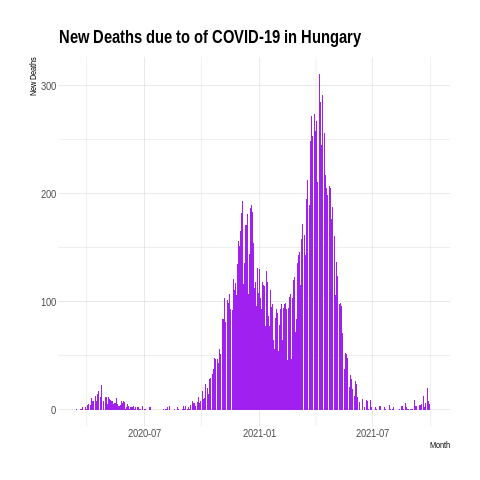 New Deaths due to of COVID-19 in Hungary
New Deaths
300
200
100
0
2020-07
2021-01
2021-07
Month